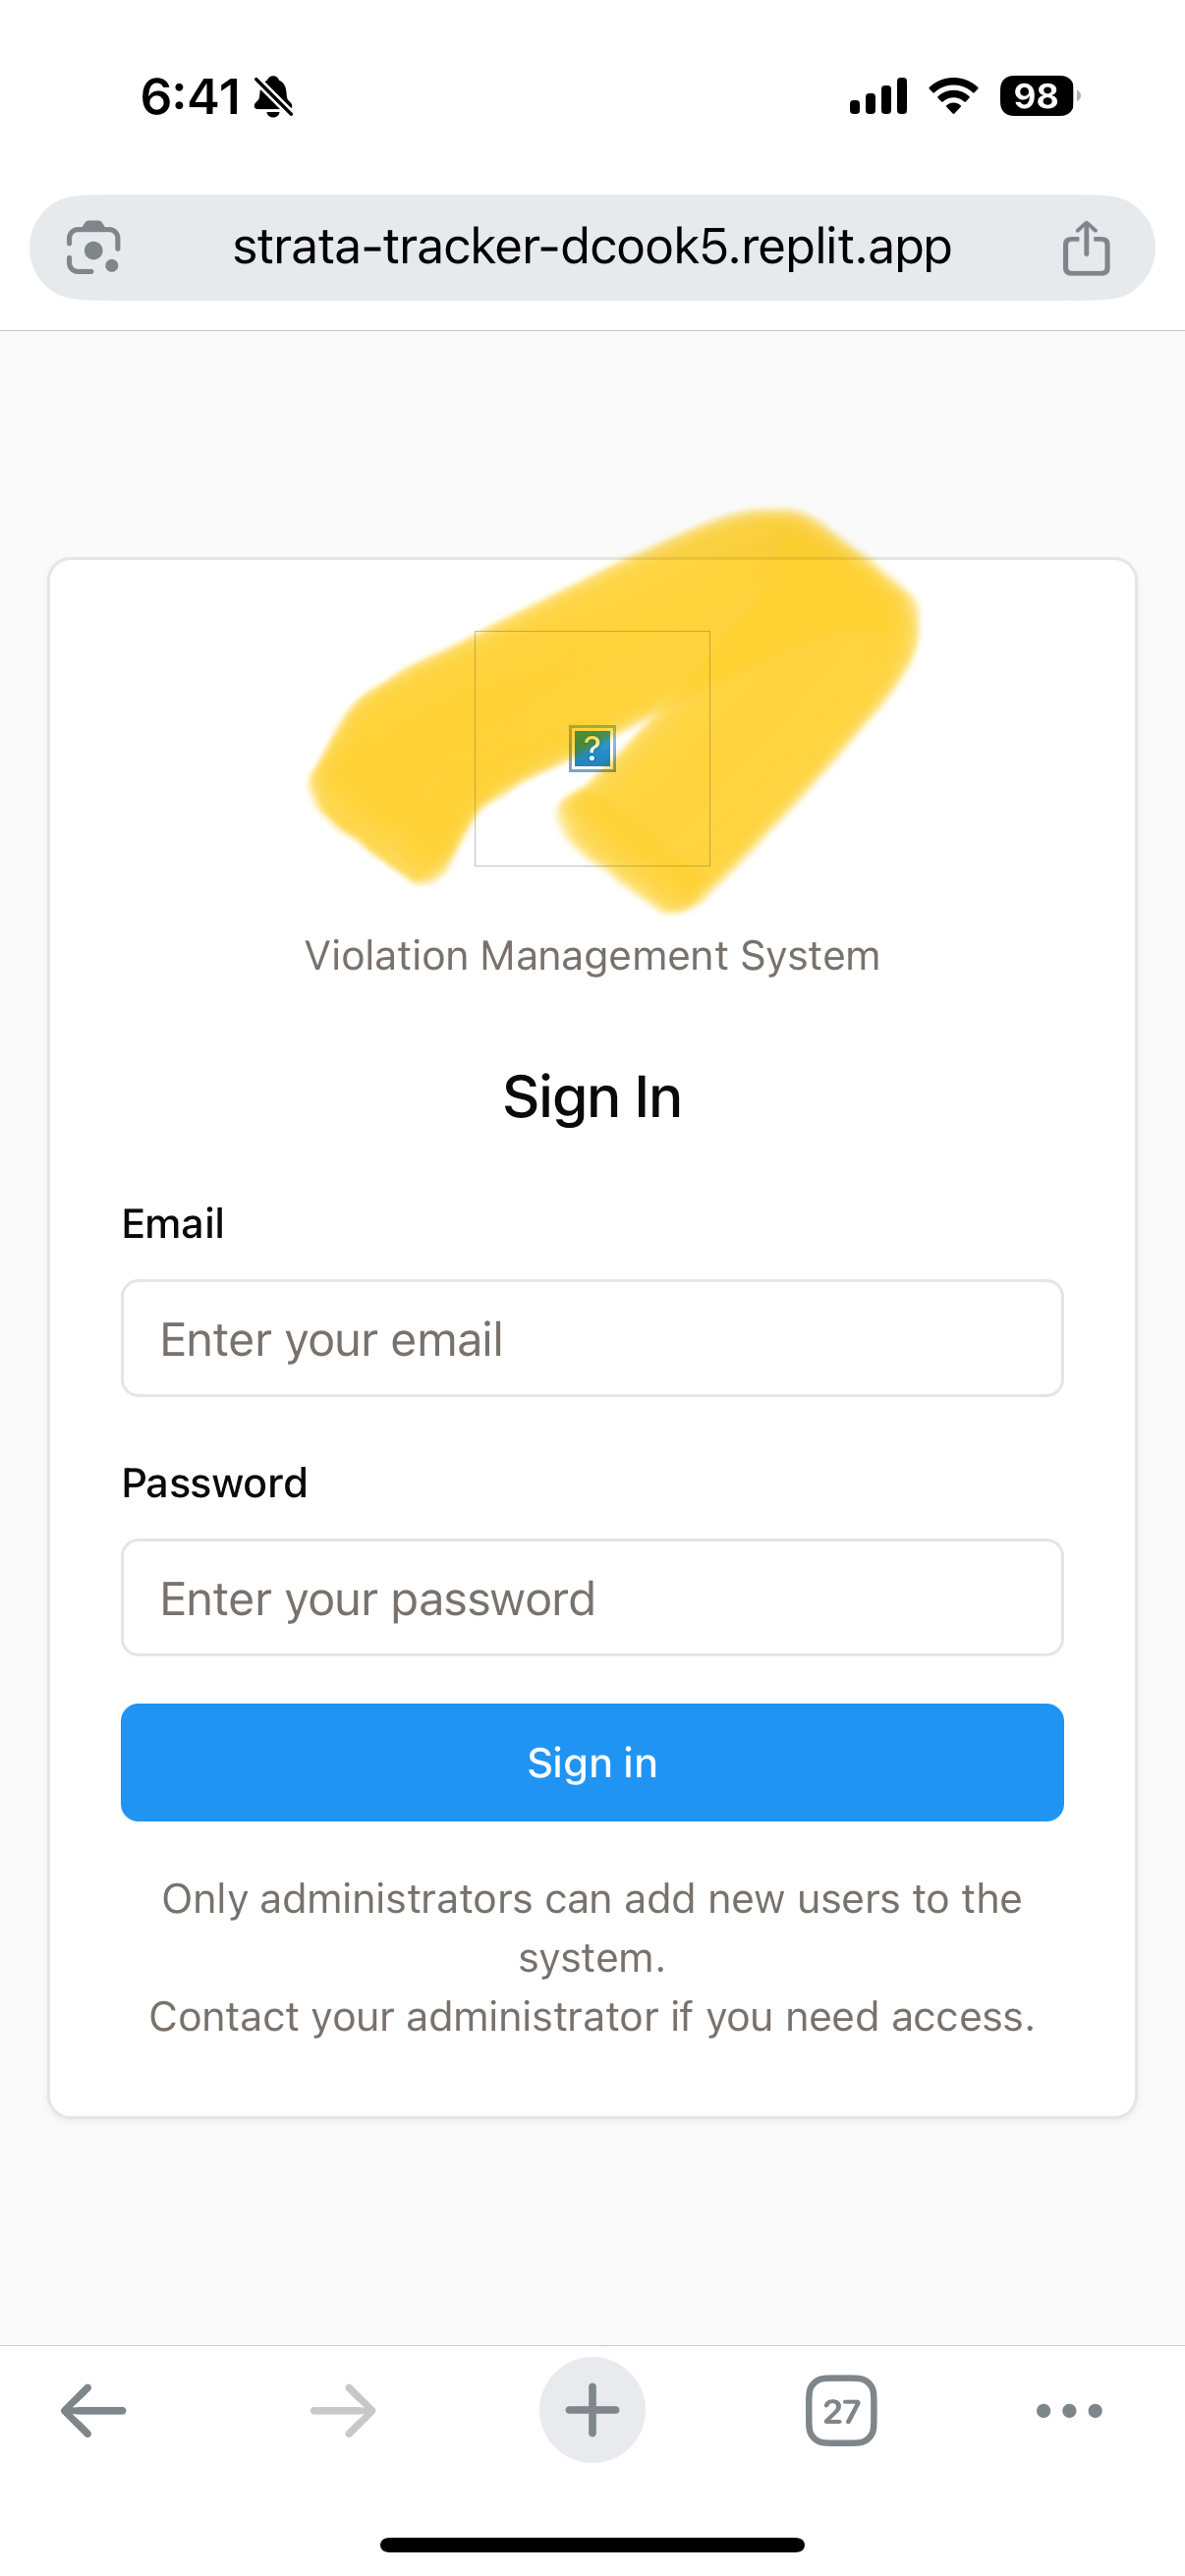 6:41
98
strata-tracker-dcook5.replit.app
?
Violation Management System
Sign In
Email
Enter your email
Password
Enter your password
Sign in
Only administrators can add new users to the
system.
Contact your administrator if you need access.
27